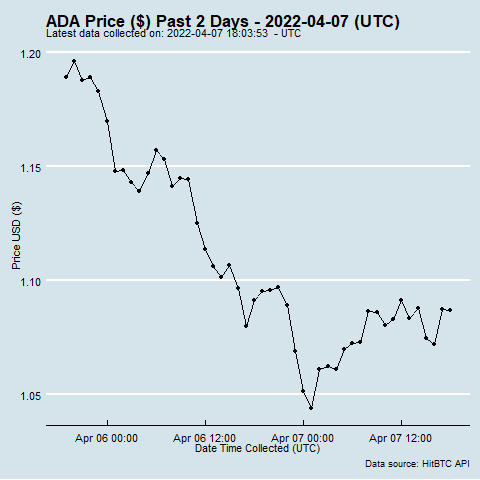 ADA Price ($) Past 2 Days - 2022-04-07 (UTC)
Latest data collected on: 2022-04-07 18:03:53  - UTC
1.20
1.15
1.10
1.05
Price USD ($)
Apr 06 00:00 Apr 06 12:00 Apr 07 00:00 Apr 07 12:00
Date Time Collected (UTC)
Data source: HitBTC API